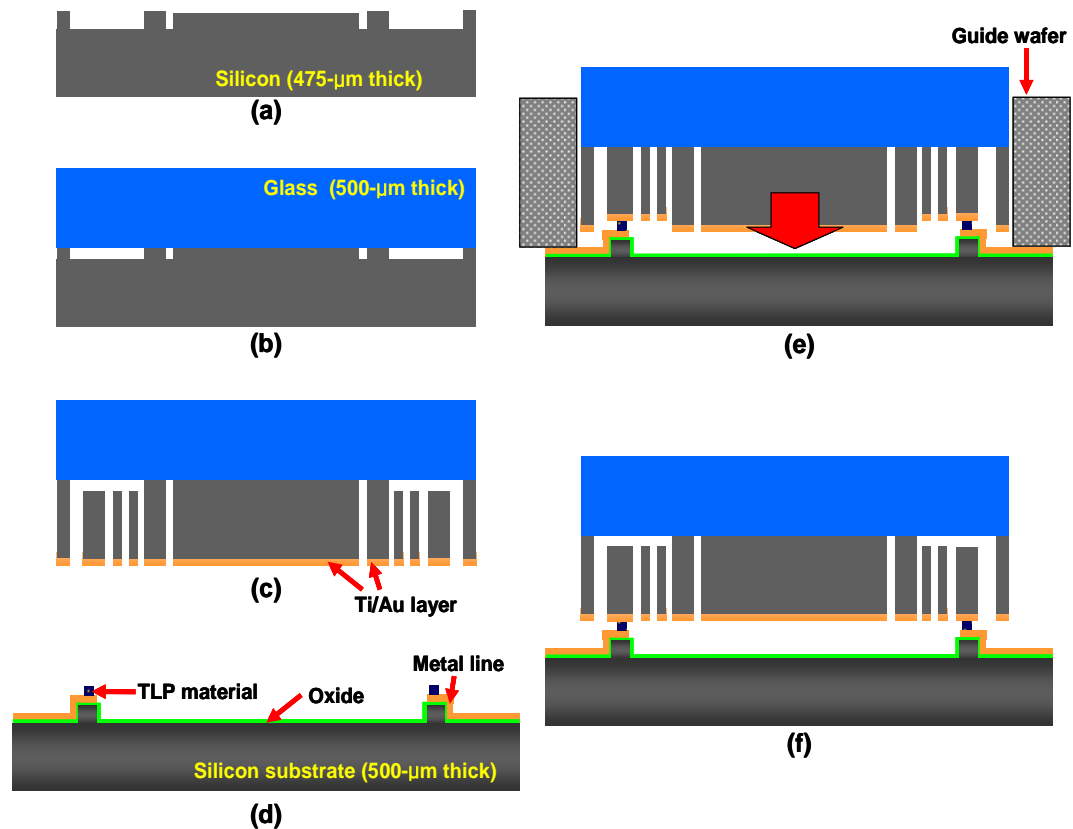 Silicon (475-μm thick)
(a)
Glass (500-μm thick)
(b)
(c)
Ti/Au layer
TLP material
Oxide
Metal line
Silicon substrate (500-μm thick)
(d)
Guide wafer
(e)
(f)